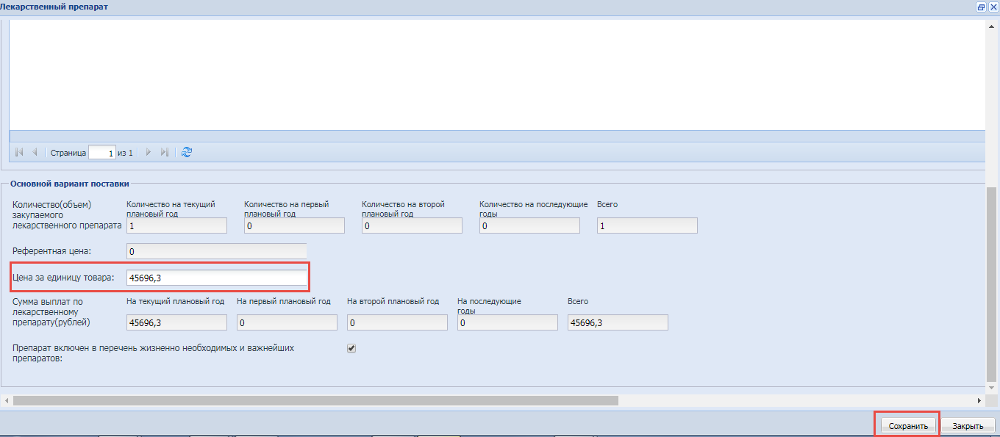 Лекарственный препарат
Страница 1 из 1
Основной вариант поставки
Количество(объем)
закупаемого
лекарственного препарата
Количество на текущий
плановый год
1
Количество на первый
плановый год
0
Количество на второй
плановый год
0
Количество на последующие
годы
0
Всего
1
Референтная цена: 0
Цена за единицу товара: 45696,3
Сумма выплат по
лекарственному
препарату(рублей)
На текущий плановый год
45696,3
На первый плановый год
0
На второй плановый год
0
На последующие
годы
0
Всего
45696,3
Препарат включен в перечень жизненно необходимых и важнейших
препаратов:
Сохранить Закрыть